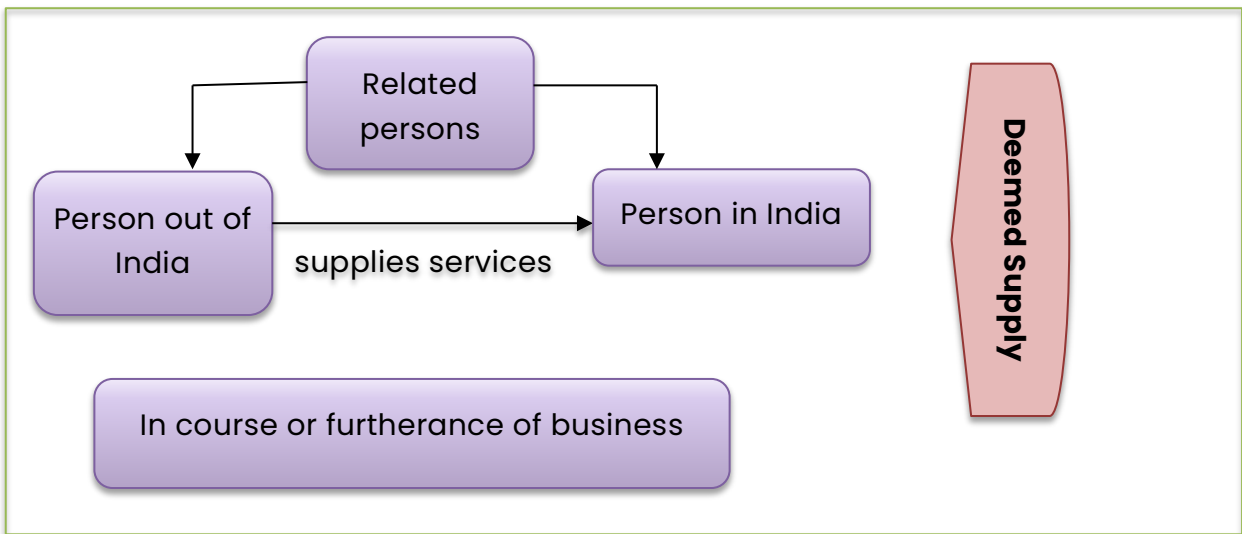 Related
persons
Person out of
India
supplies services
Person in India
In course or furtherance of business
Deemed Supply